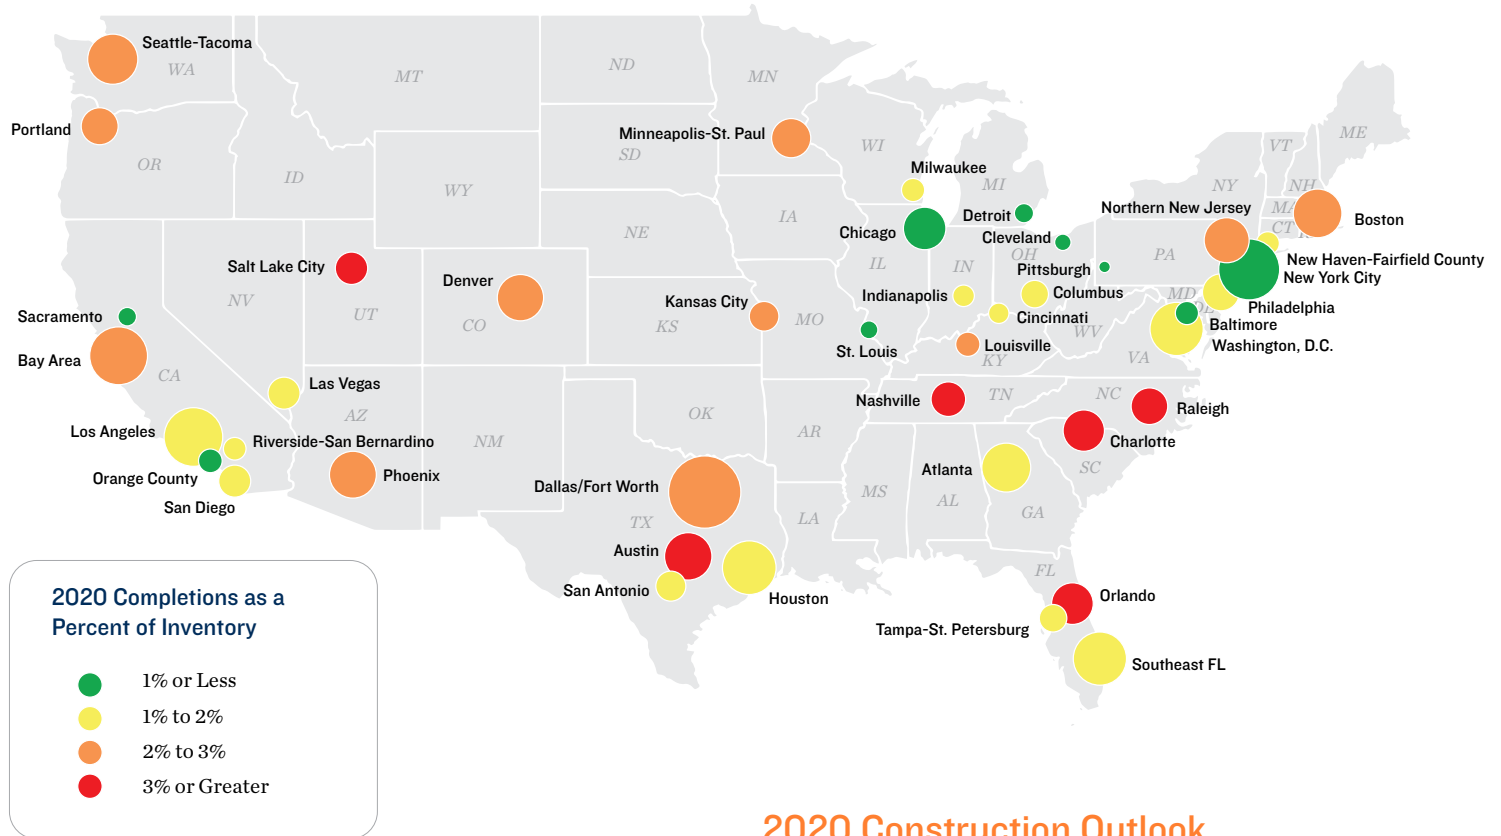 Seattle-Tacoma
WA
MT
ND
MN
Portland
OR
ID
WY
SD
Minneapolis-St. Paul
WI
Milwaukee
MI
VT
ME
NY
NH
MA
Northern New Jersey
Boston
CT
Detroit
Chicago
Cleveland
IA
NE
Salt Lake City
NV
UT
Denver
CO
KS
Kansas City
MO
IL
IN
OH
PA
Pittsburgh
New Haven-Fairfield County
New York City
Indianapolis
Columbus
MD
Philadelphia
Cincinnati
Baltimore
Sacramento
Bay Area
CA
St. Louis
Louisville
KY
WV
VA
Washington, D.C.
Las Vegas
AZ
NM
OK
AR
Nashville
TN
NC
Raleigh
Los Angeles
Riverside-San Bernardino
Orange County
San Diego
Phoenix
Charlotte
SC
Atlanta
Dallas/Fort Worth
TX
LA
MS
AL
GA
Austin
San Antonio
Houston
FL
Orlando
Tampa-St. Petersburg
Southeast FL
2020 Completions as a
Percent of Inventory
1% or Less
1% to 2%
2% to 3%
3% or Greater
2020 Construction Outlook